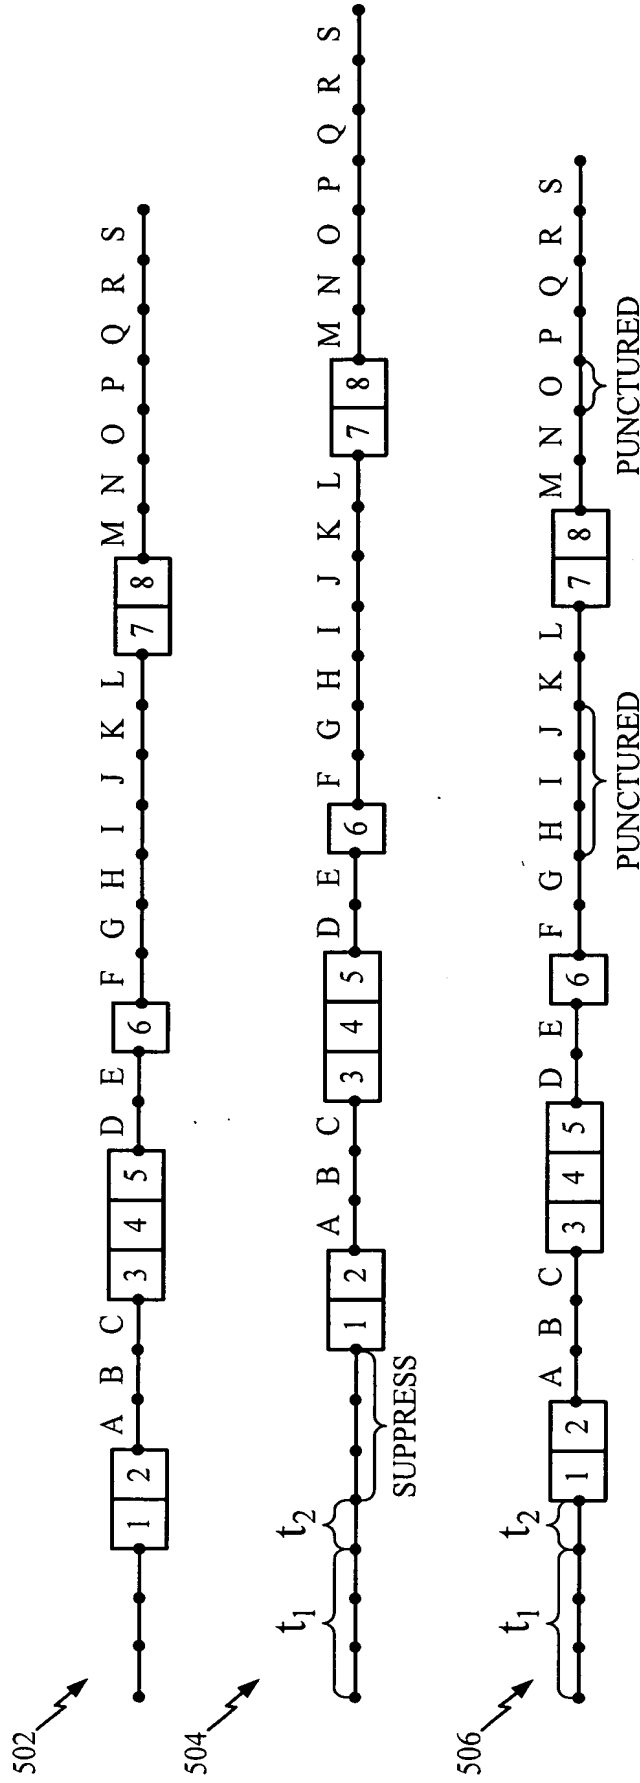 502
1 2 A B C 3 4 5 D E 6 F G H I J K L 7 8 M N O P Q R S
504
t1 t2
SUPPRESS
1 2 A B C 3 4 5 D E 6 F G H I J K L 7 8 M N O P Q R S
506
t1 t2
1 2 A B C 3 4 5 D E 6 F G H I J K L 7 8 M N O P Q R S
PUNCTURED PUNCTURED